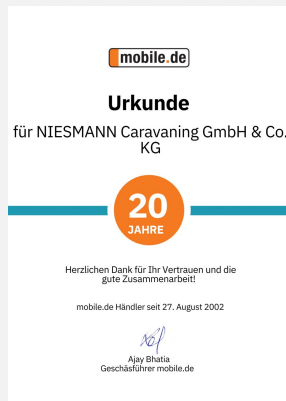 mobile.de
Urkunde
für NIESMANN Caravaning GmbH & Co.
KG
20
JAHRE
Herzlichen Dank für Ihr Vertrauen und die
gute Zusammenarbeit!
mobile.de Händler seit 27. August 2002
Ajay Bhatia
Geschäsführer mobile.de